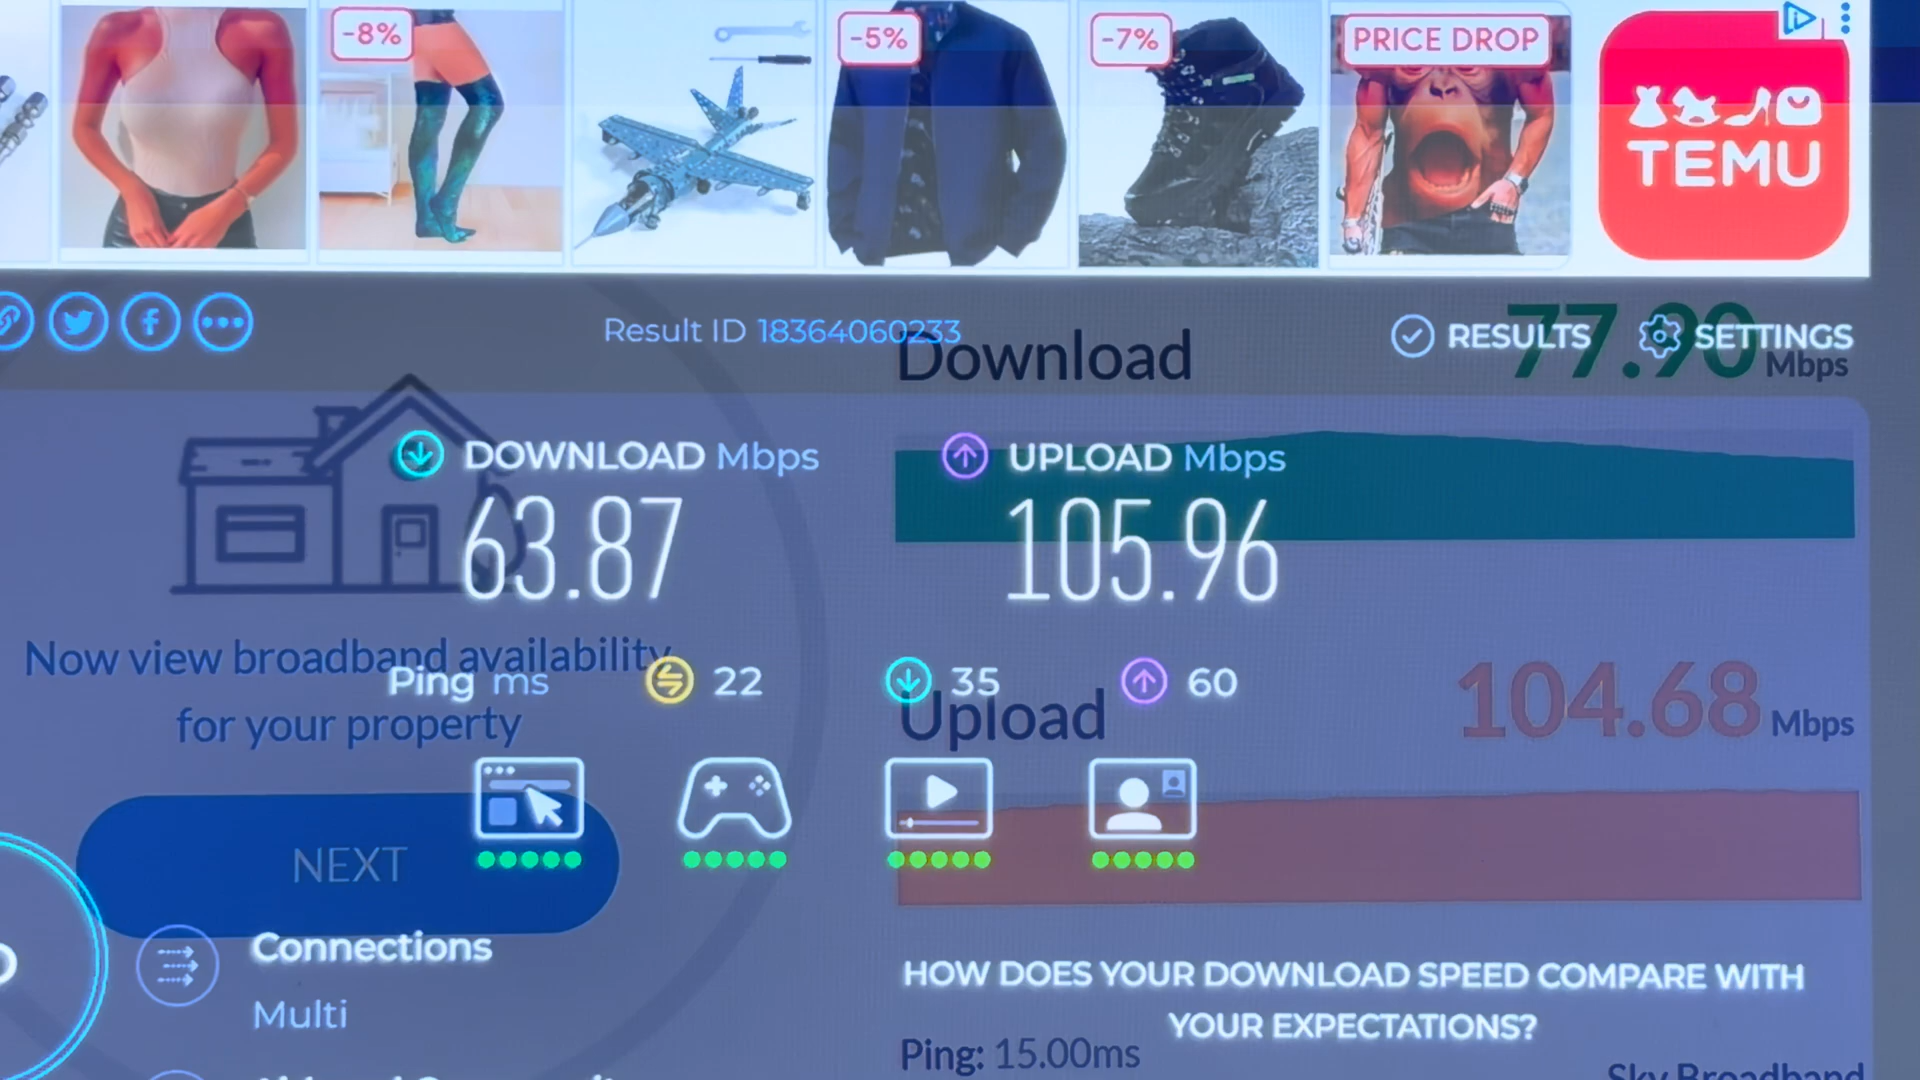 -8%
-5%
-7%
PRICE DROP
TEMU
Result ID 18364060233
RESULTS
SETTINGS
Download
77.90 Mbps
DOWNLOAD Mbps
63.87
UPLOAD Mbps
105.96
Now view broadband availability
for your property
Ping ms
22
35
60
Upload
104.68 Mbps
NEXT
Connections
Multi
HOW DOES YOUR DOWNLOAD SPEED COMPARE WITH
YOUR EXPECTATIONS?
Ping: 15.00ms
Sky Broadband